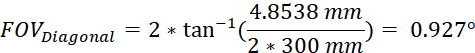 FOV_Diagonal = 2 * tan⁻¹(4.8538 mm / 2 * 300 mm) = 0.927°